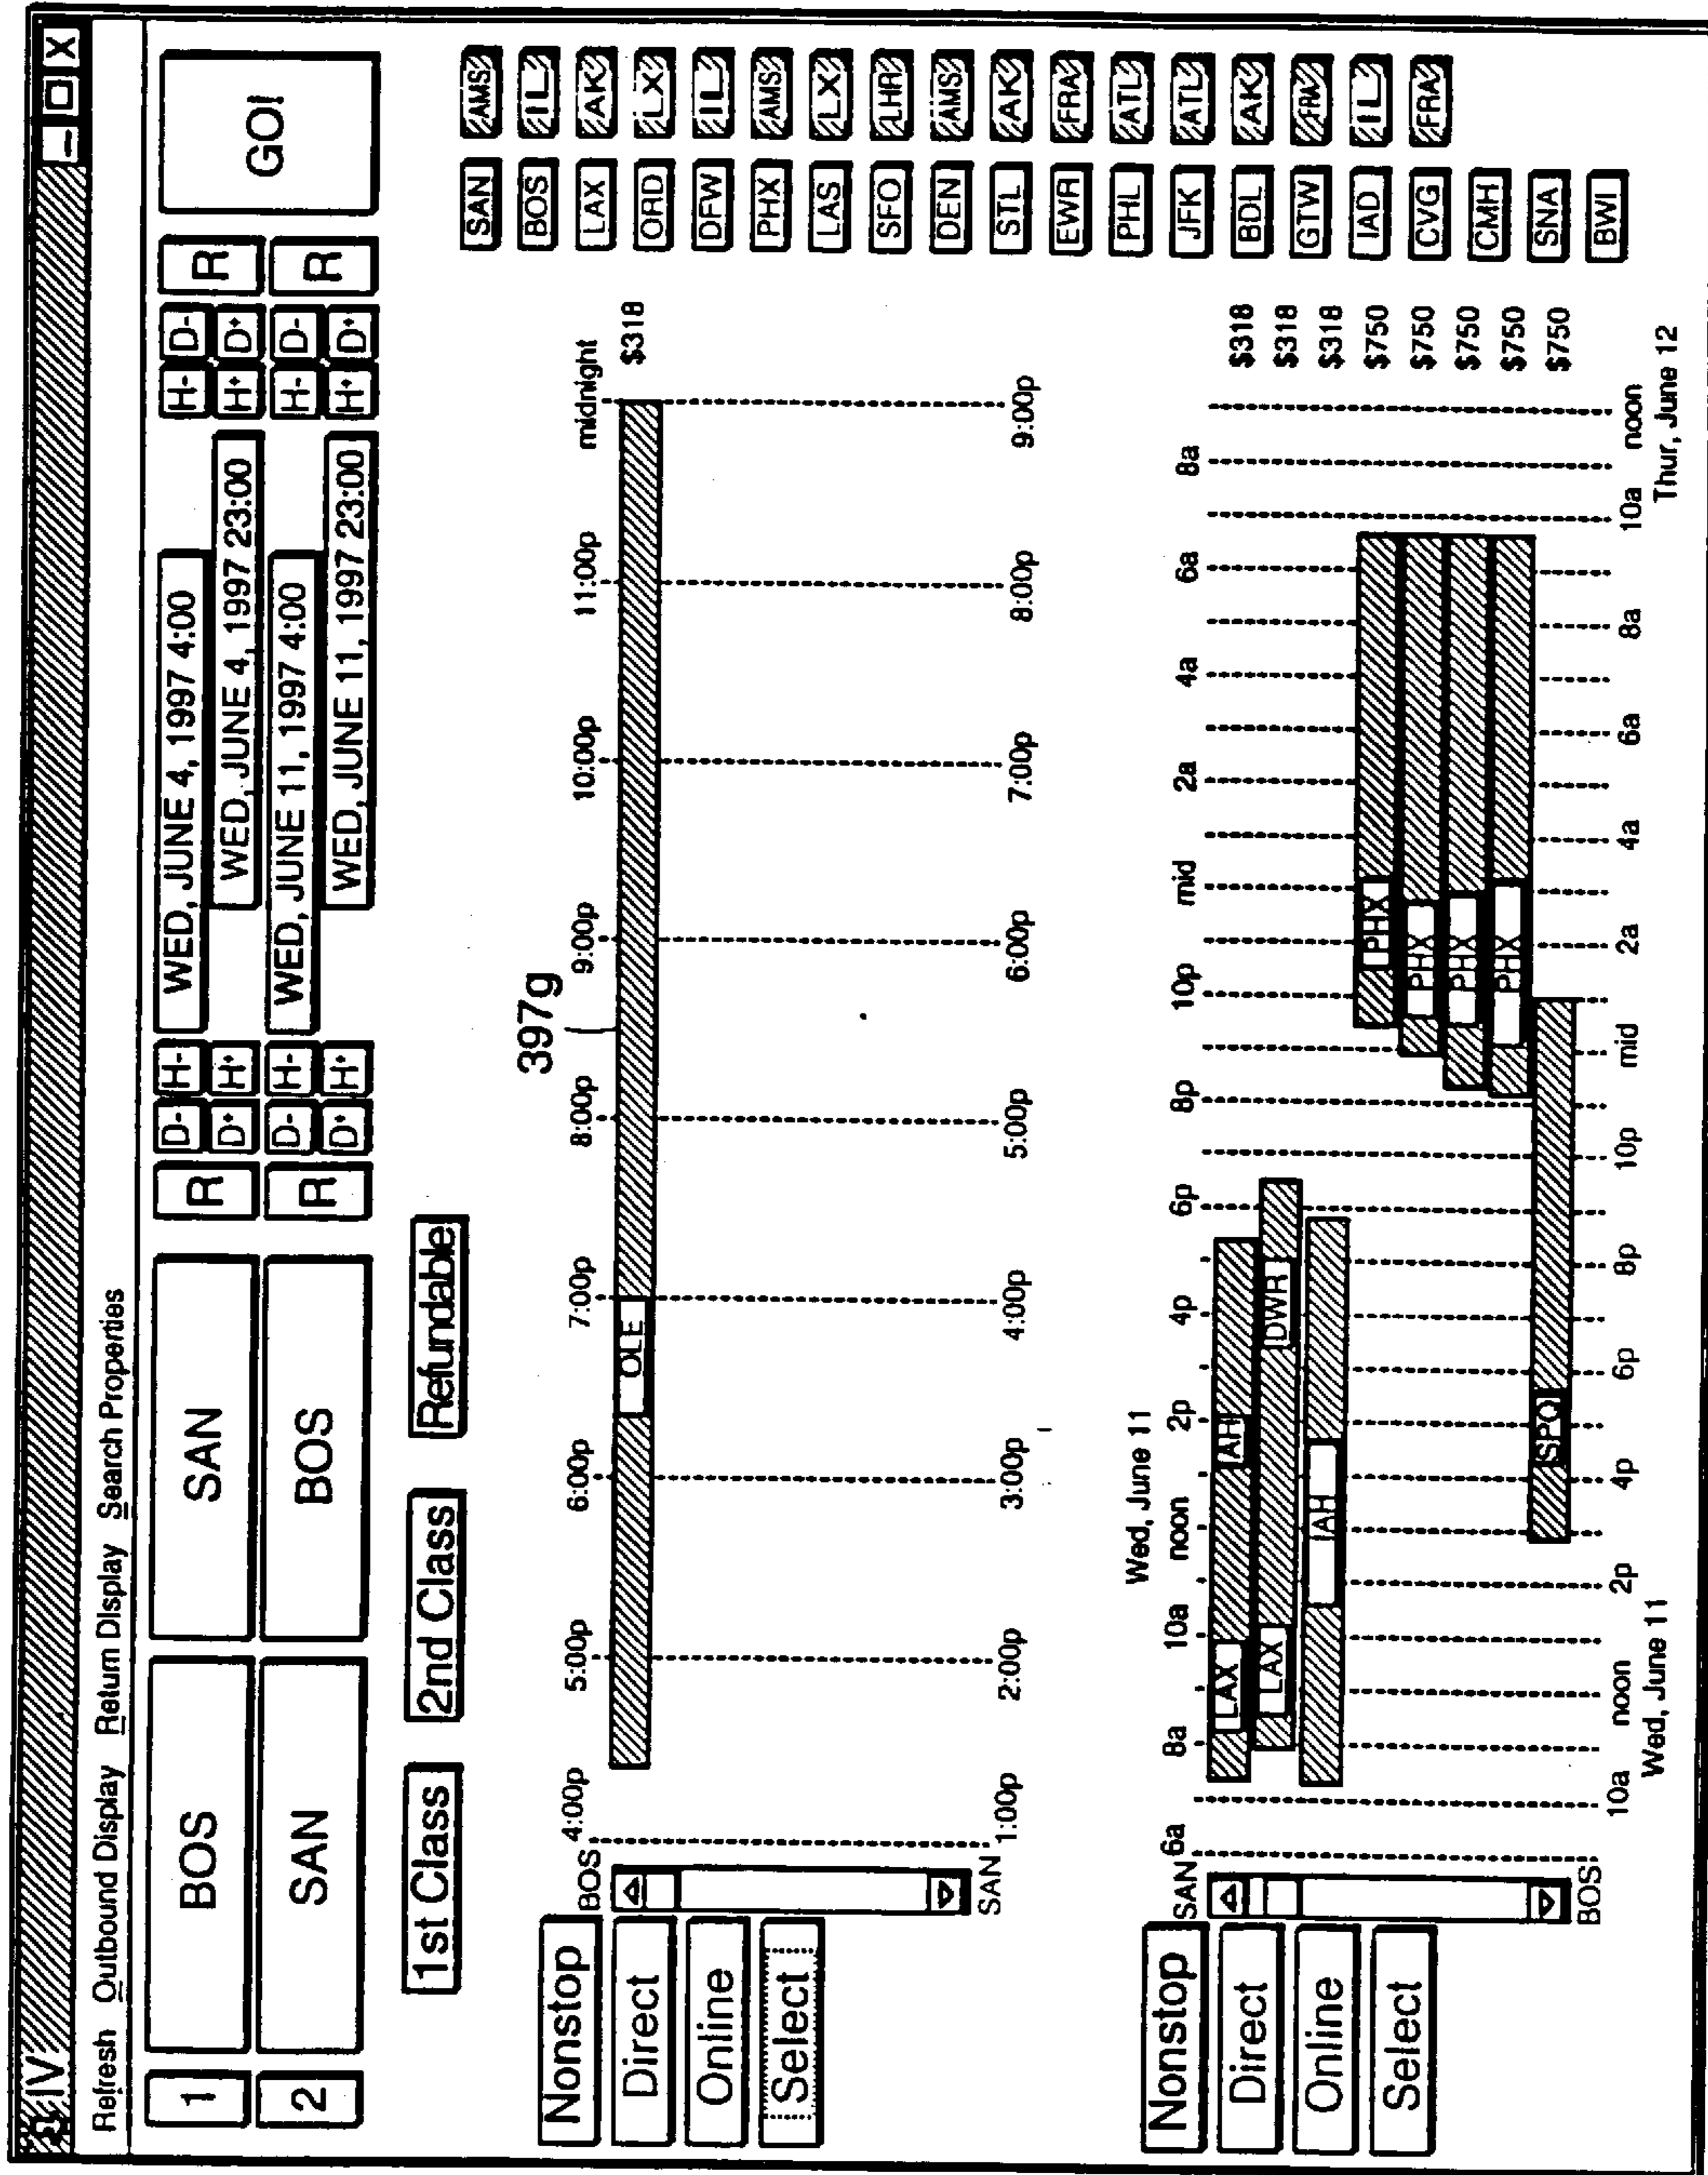 IV
Refresh Outbound Display Return Display Search Properties
1 BOS SAN R D- H- WED, JUNE 4, 1997 4:00 H- D- R GO!
D+ H+ WED, JUNE 4, 1997 23:00 H+ D+
2 SAN BOS R D- H- WED, JUNE 11, 1997 4:00 H- D- R
D+ H+ WED, JUNE 11, 1997 23:00 H+ D+
1st Class 2nd Class Refundable
397g
Nonstop
Direct
Online
Select
BOS 4:00p 5:00p 6:00p 7:00p 8:00p 9:00p 10:00p 11:00p midnight
OLE $318
SAN 1:00p 2:00p 3:00p 4:00p 5:00p 6:00p 7:00p 8:00p 9:00p
Nonstop
Direct
Online
Select
Wed, June 11
SAN 6a 8a 10a noon 2p 4p 6p 8p 10p mid 2a 4a 6a 8a
LAX IAH $318
LAX DWR $318
IAH $318
PHX $750
PHX $750
PHX $750
PHX $750
SPQ $750
BOS 10a noon 2p 4p 6p 8p 10p mid 2a 4a 6a 8a 10a noon
Wed, June 11 Thur, June 12
SAN AMS
BOS IL
LAX AK
ORD LX
DFW IL
PHX AMS
LAS LX
SFO LHR
DEN AMS
STL AK
EWR FRA
PHL ATL
JFK ATL
BDL AK
GTW FRA
IAD IL
CVG FRA
CMH
SNA
BWI